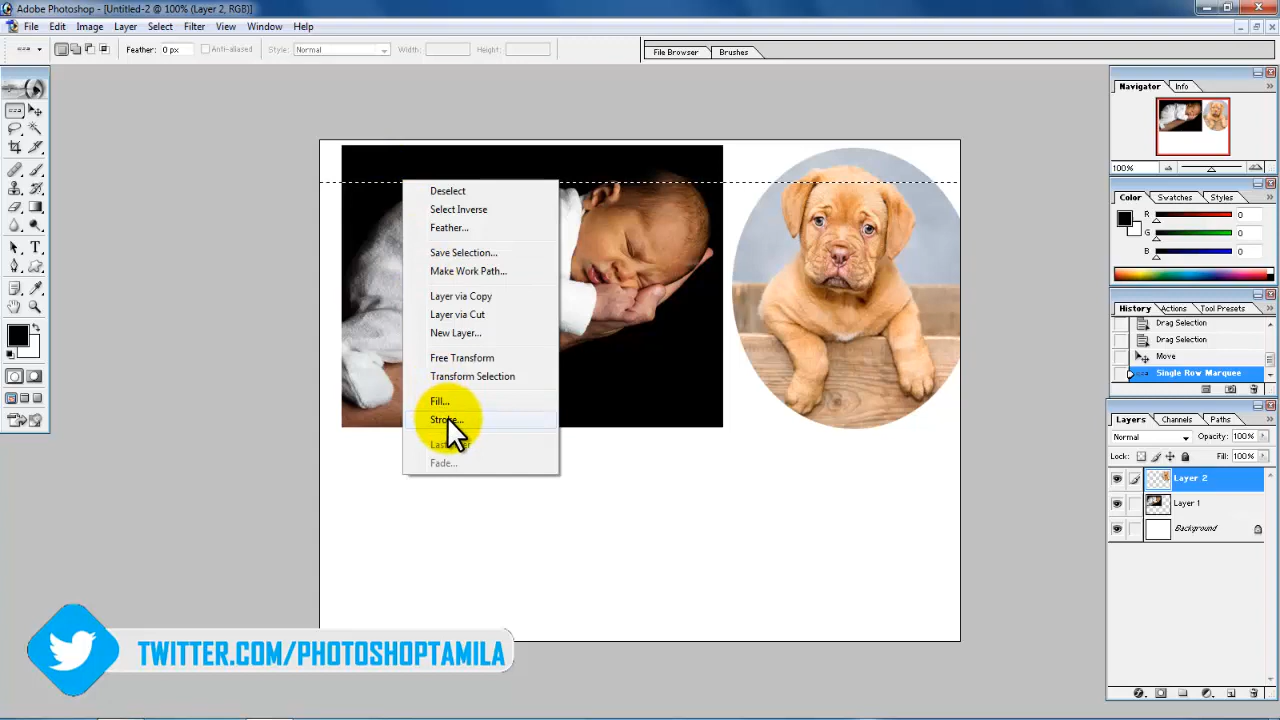 Adobe Photoshop - [Untitled-2 @ 100% (Layer 2, RGB)]
File Edit Image Layer Select Filter View Window Help
Feather: 0 px Anti-aliased Style: Normal Width: Height: File Browser Brushes
Navigator Info
100%
Color Swatches Styles
R 0
G 0
B 0
History Actions Tool Presets
Drag Selection
Drag Selection
Move
Single Row Marquee
Layers Channels Paths
Normal Opacity: 100%
Lock: Fill: 100%
Layer 2
Layer 1
Background
Deselect
Select Inverse
Feather...
Save Selection...
Make Work Path...
Layer via Copy
Layer via Cut
New Layer...
Free Transform
Transform Selection
Fill...
Stroke...
Fade...
TWITTER.COM/PHOTOSHOPTAMILA